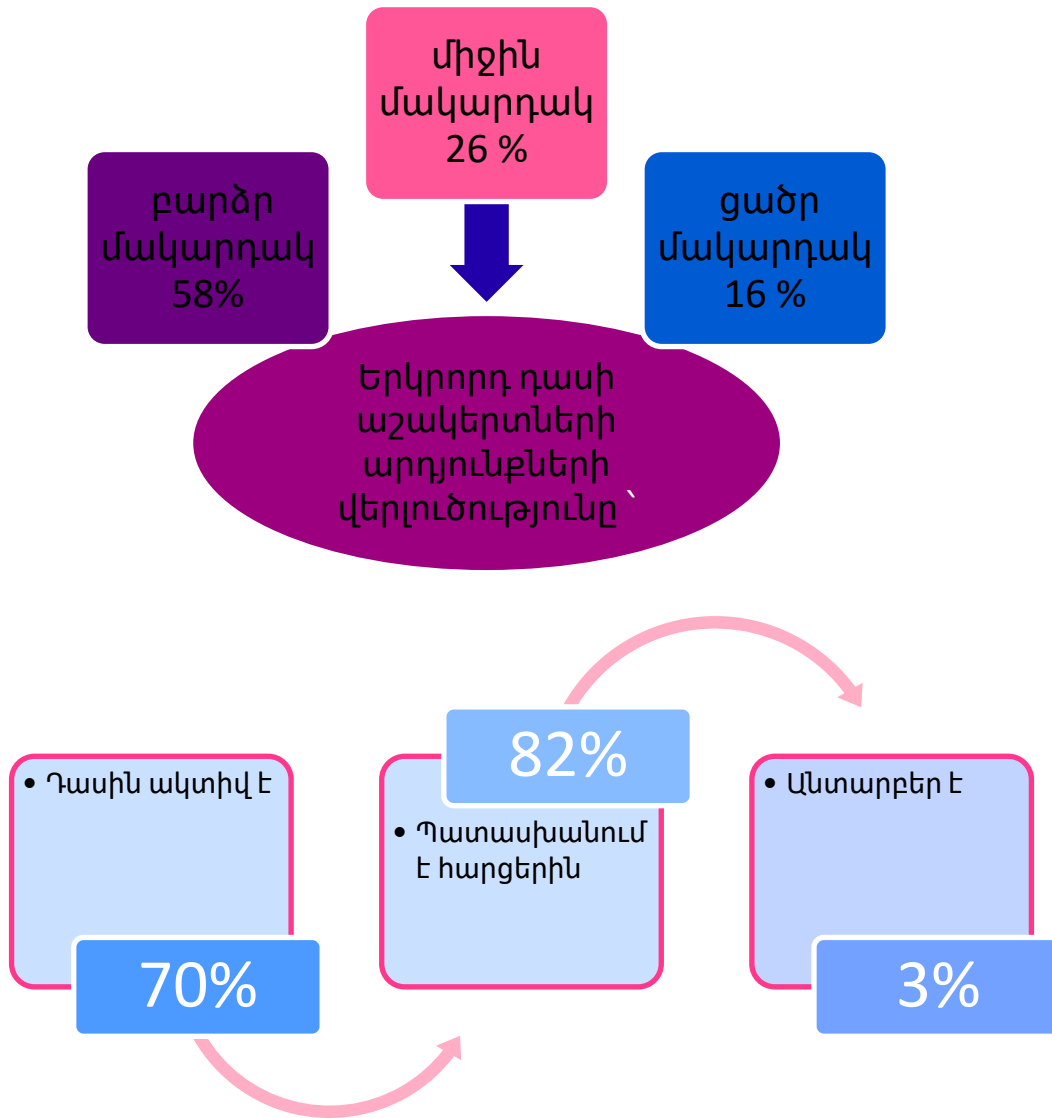 միջին
մակարդակ
26 %
բարձր
մակարդակ
58%
ցածր
մակարդակ
16 %
Երկրորդ դասի
աշակերտների
արդյունքների
վերլուծությունը `
• Դասին ակտիվ է
70%
82%
• Պատասխանում
է հարցերին
• Անտարբեր է
3%